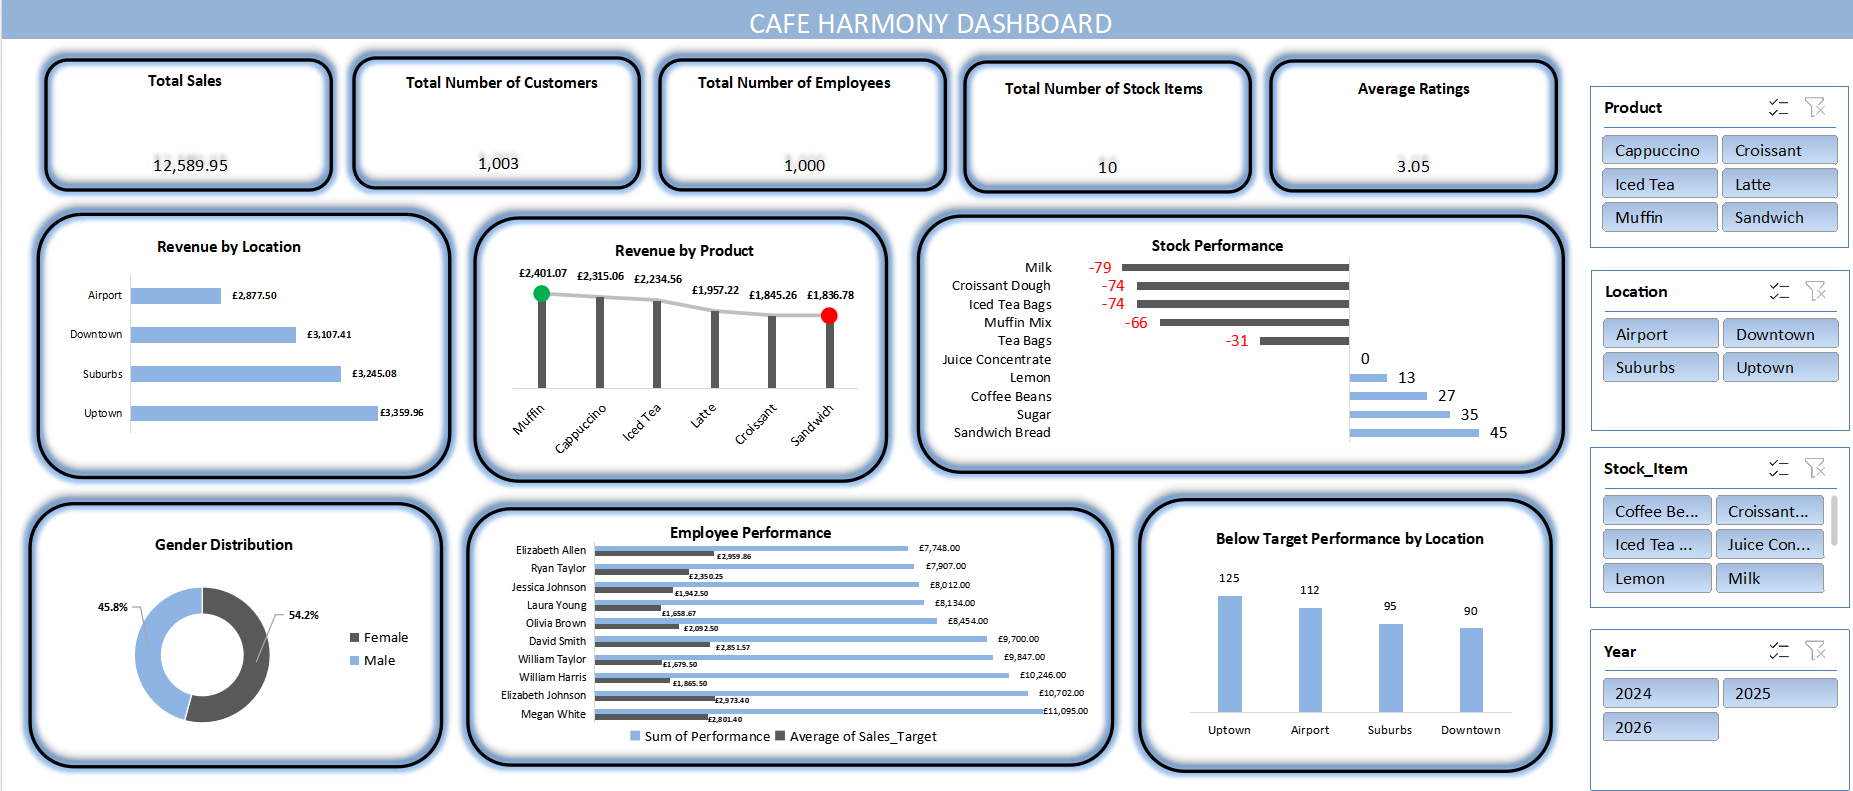 CAFE HARMONY DASHBOARD
Total Sales
12,589.95
Total Number of Customers
1,003
Total Number of Employees
1,000
Total Number of Stock Items
10
Average Ratings
3.05
Revenue by Location
Airport £2,877.50
Downtown £3,107.41
Suburbs £3,245.08
Uptown £3,359.96
Revenue by Product
£2,401.07 £2,315.06 £2,234.56 £1,957.22 £1,845.26 £1,836.78
Muffin Cappuccino Iced Tea Latte Croissant Sandwich
Stock Performance
Milk -79
Croissant Dough -74
Iced Tea Bags -74
Muffin Mix -66
Tea Bags -31
Juice Concentrate 0
Lemon 13
Coffee Beans 27
Sugar 35
Sandwich Bread 45
Gender Distribution
45.8%
54.2%
Female
Male
Employee Performance
Elizabeth Allen £7,748.00
£2,959.86
Ryan Taylor £7,907.00
£2,350.25
Jessica Johnson £8,012.00
£1,942.50
Laura Young £8,134.00
£1,658.67
Olivia Brown £8,454.00
£2,092.50
David Smith £9,700.00
£2,851.57
William Taylor £9,847.00
£1,679.50
William Harris £10,246.00
£1,865.50
Elizabeth Johnson £10,702.00
£2,973.40
Megan White £11,095.00
£2,801.40
Sum of Performance Average of Sales_Target
Below Target Performance by Location
125 112 95 90
Uptown Airport Suburbs Downtown
Product
Cappuccino Croissant
Iced Tea Latte
Muffin Sandwich
Location
Airport Downtown
Suburbs Uptown
Stock_Item
Coffee Be... Croissant...
Iced Tea ... Juice Con...
Lemon Milk
Year
2024 2025
2026